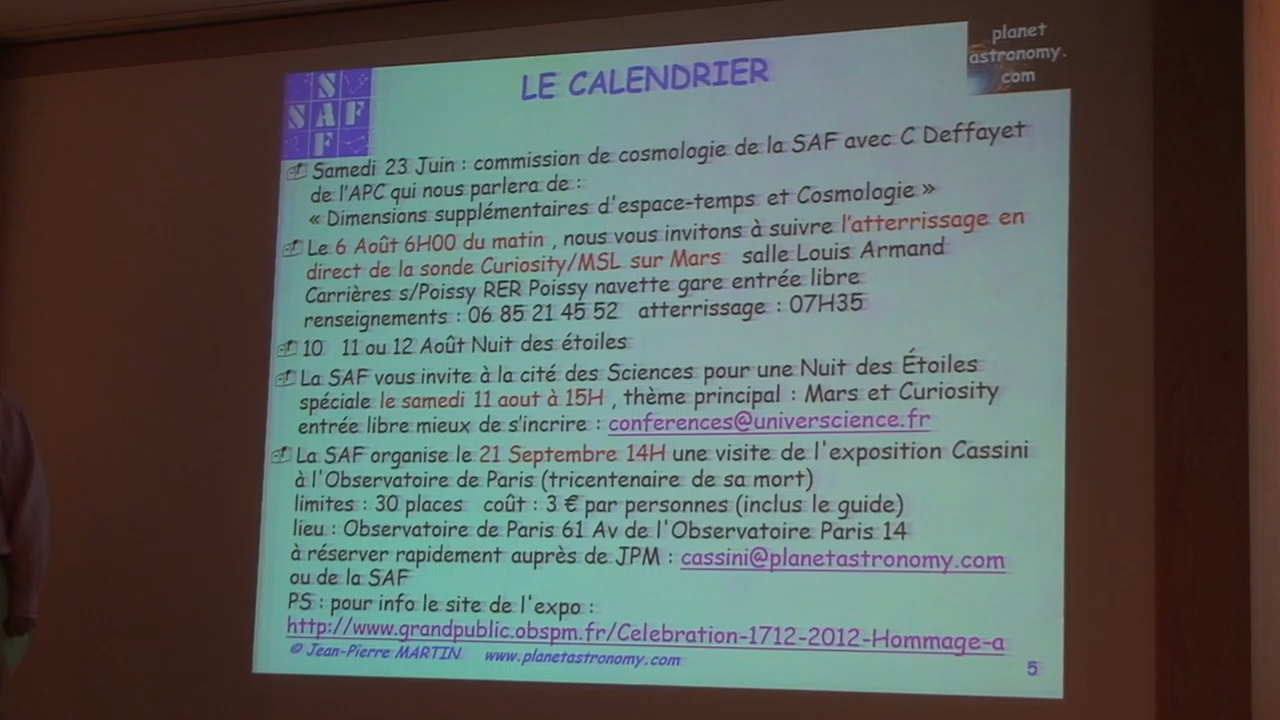 planet
astronomy.
com
S
SAF
F
LE CALENDRIER
Samedi 23 Juin : commission de cosmologie de la SAF avec C Deffayet
de l'APC qui nous parlera de :
« Dimensions supplémentaires d'espace-temps et Cosmologie »
Le 6 Août 6H00 du matin , nous vous invitons à suivre l'atterrissage en
direct de la sonde Curiosity/MSL sur Mars salle Louis Armand
Carrières s/Poissy RER Poissy navette gare entrée libre
renseignements : 06 85 21 45 52 atterrissage : 07H35
10 11 ou 12 Août Nuit des étoiles
La SAF vous invite à la cité des Sciences pour une Nuit des Étoiles
spéciale le samedi 11 aout à 15H , thème principal : Mars et Curiosity
entrée libre mieux de s'incrire : conferences@universcience.fr
La SAF organise le 21 Septembre 14H une visite de l'exposition Cassini
à l'Observatoire de Paris (tricentenaire de sa mort)
limites : 30 places coût : 3 € par personnes (inclus le guide)
lieu : Observatoire de Paris 61 Av de l'Observatoire Paris 14
à réserver rapidement auprès de JPM : cassini@planetastronomy.com
ou de la SAF
PS : pour info le site de l'expo :
http://www.grandpublic.obspm.fr/Celebration-1712-2012-Hommage-a
© Jean-Pierre MARTIN www.planetastronomy.com
5